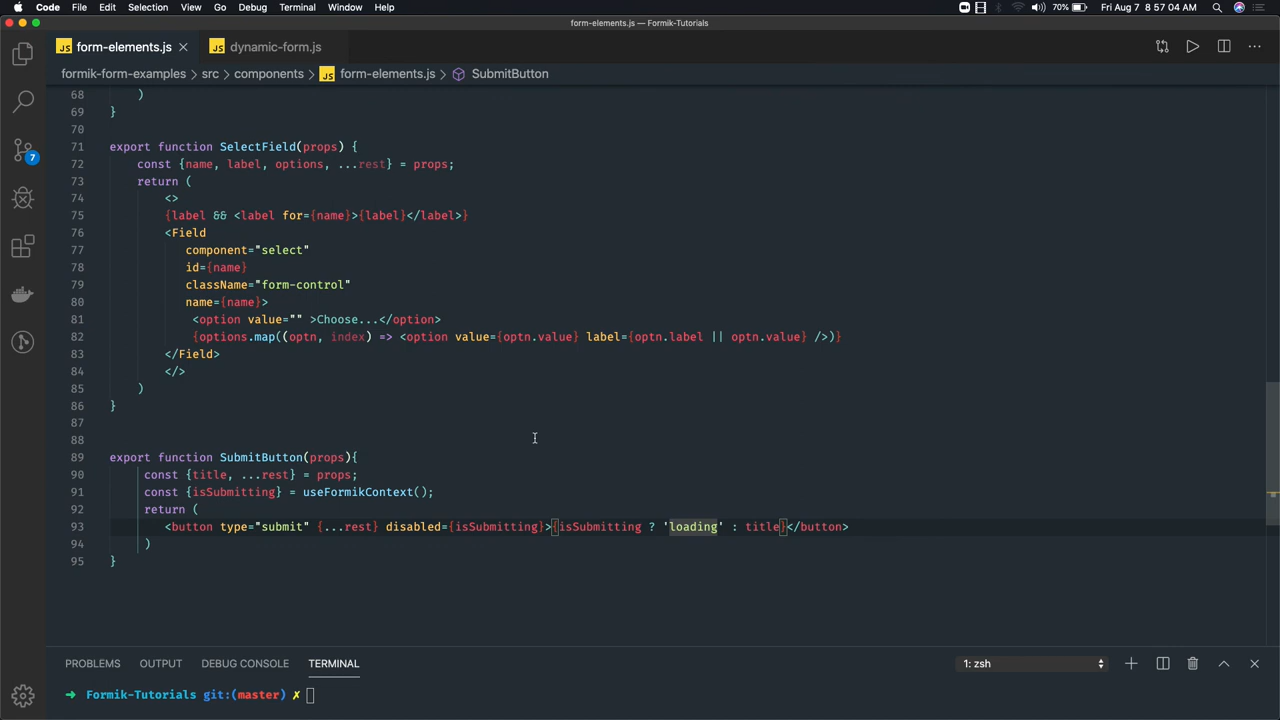 Code File Edit Selection View Go Debug Terminal Window Help 70% Fri Aug 7 8 57 04 AM
form-elements.js — Formik-Tutorials
JS form-elements.js JS dynamic-form.js
formik-form-examples > src > components > JS form-elements.js > SubmitButton
68 )
69 }
70
71 export function SelectField(props) {
72 const {name, label, options, ...rest} = props;
73 return (
74 <>
75 {label && <label for={name}>{label}</label>}
76 <Field
77 component="select"
78 id={name}
79 className="form-control"
80 name={name}>
81 <option value="" >Choose...</option>
82 {options.map((optn, index) => <option value={optn.value} label={optn.label || optn.value} />)}
83 </Field>
84 </>
85 )
86 }
87
88
89 export function SubmitButton(props){
90 const {title, ...rest} = props;
91 const {isSubmitting} = useFormikContext();
92 return (
93 <button type="submit" {...rest} disabled={isSubmitting}>{isSubmitting ? 'loading' : title}</button>
94 )
95 }
7
PROBLEMS OUTPUT DEBUG CONSOLE TERMINAL 1: zsh
→ Formik-Tutorials git:(master) ✗